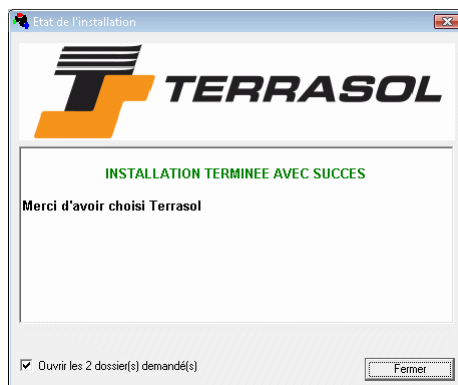 Etat de l'installation
TERRASOL
INSTALLATION TERMINEE AVEC SUCCES
Merci d'avoir choisi Terrasol
Ouvrir les 2 dossier(s) demandé(s)
Fermer